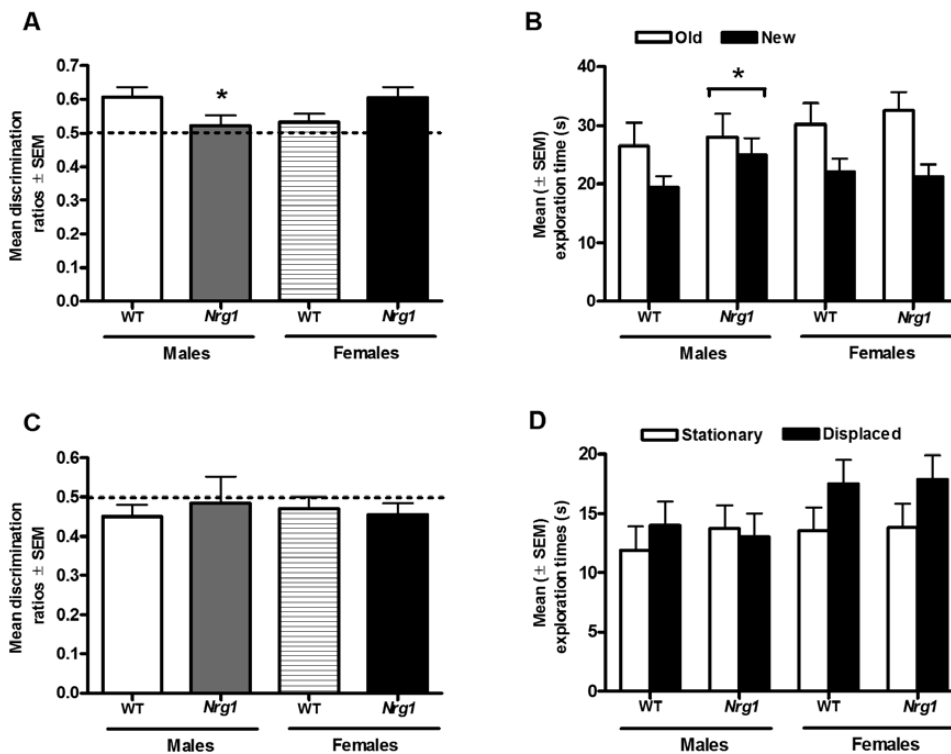 A
Mean discrimination
ratios ± SEM
0.7
0.6
0.5
0.4
0.3
0.2
0.1
0.0
*
WT Nrg1 WT Nrg1
Males Females
B
Old New
Mean (± SEM)
exploration time (s)
40
30
20
10
0
*
WT Nrg1 WT Nrg1
Males Females
C
Mean discrimination
ratios ± SEM
0.6
0.5
0.4
0.3
0.2
0.1
0.0
WT Nrg1 WT Nrg1
Males Females
D
Stationary Displaced
Mean (± SEM)
exploration times (s)
20
15
10
5
0
WT Nrg1 WT Nrg1
Males Females